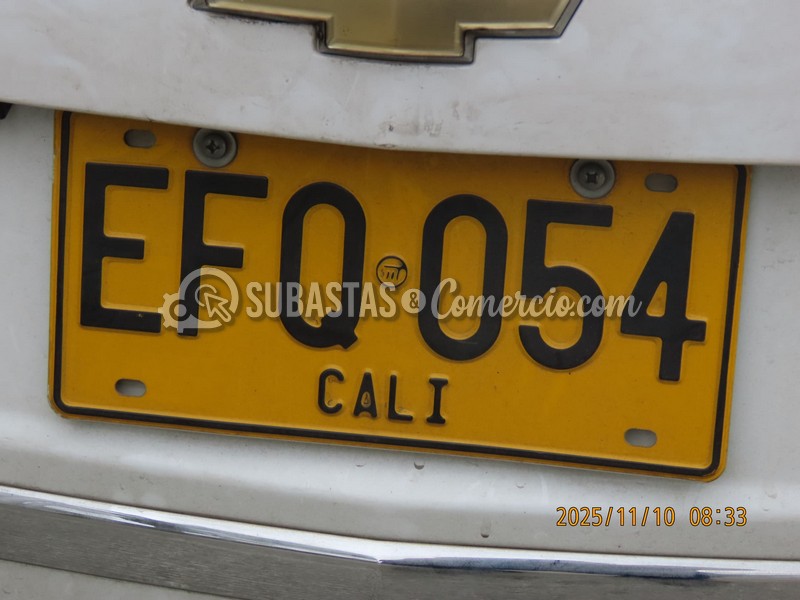 EFQ 054
SUBASTAS&Comercio.com
CALI
2025/11/10 08:33